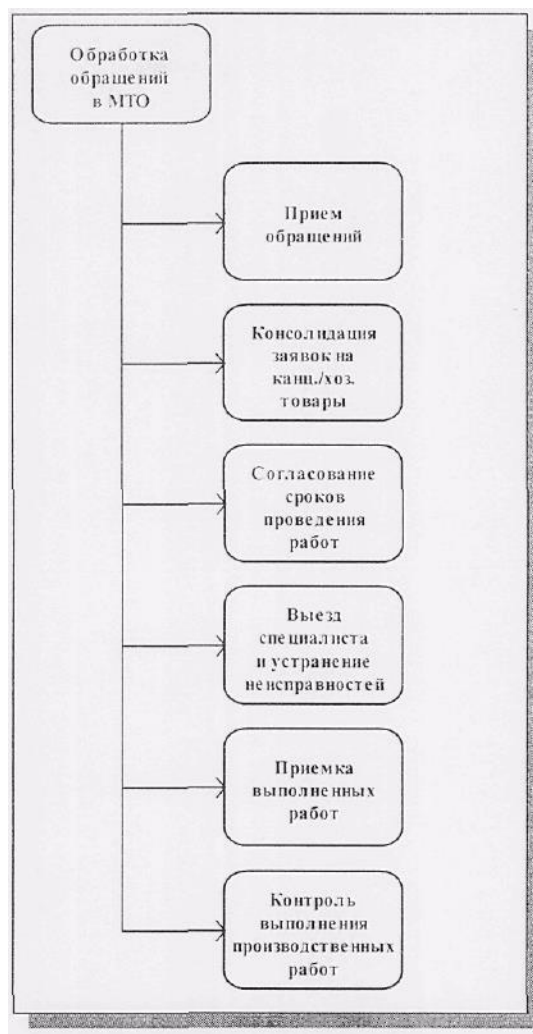 Обработка
обращений
в МТО
Прием
обращений
Консолидация
заявок на
канц./хоз.
товары
Согласование
сроков
проведения
работ
Выезд
специалиста
и устранение
неисправностей
Приемка
выполненных
работ
Контроль
выполнения
производственных
работ